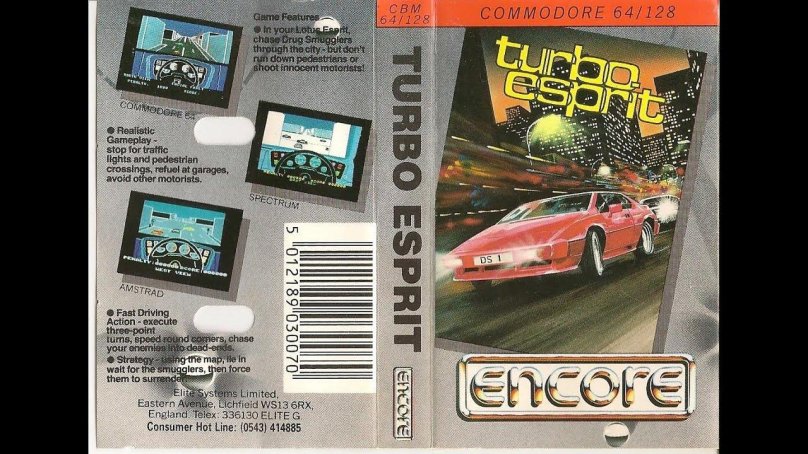 Game Features -
● In your Lotus Esprit,
chase Drug Smugglers
through the city - but don't
run down pedestrians or
shoot innocent motorists!
COMMODORE 64
● Realistic
Gameplay -
stop for traffic
lights and pedestrian
crossings, refuel at garages,
avoid other motorists.
SPECTRUM
WEST VIEW
AMSTRAD
● Fast Driving
Action - execute
three-point
turns, speed round corners, chase
your enemies into dead-ends.
● Strategy - using the map, lie in
wait for the smugglers, then force
them to surrender.
Elite Systems Limited,
Eastern Avenue, Lichfield WS13 6RX,
England. Telex: 336130 ELITE G.
Consumer Hot Line: (0543) 414885
5 012189 030070
CBM
64/128
TURBO ESPRIT
encore
COMMODORE 64/128
turbo
esprit
DS 1
encore